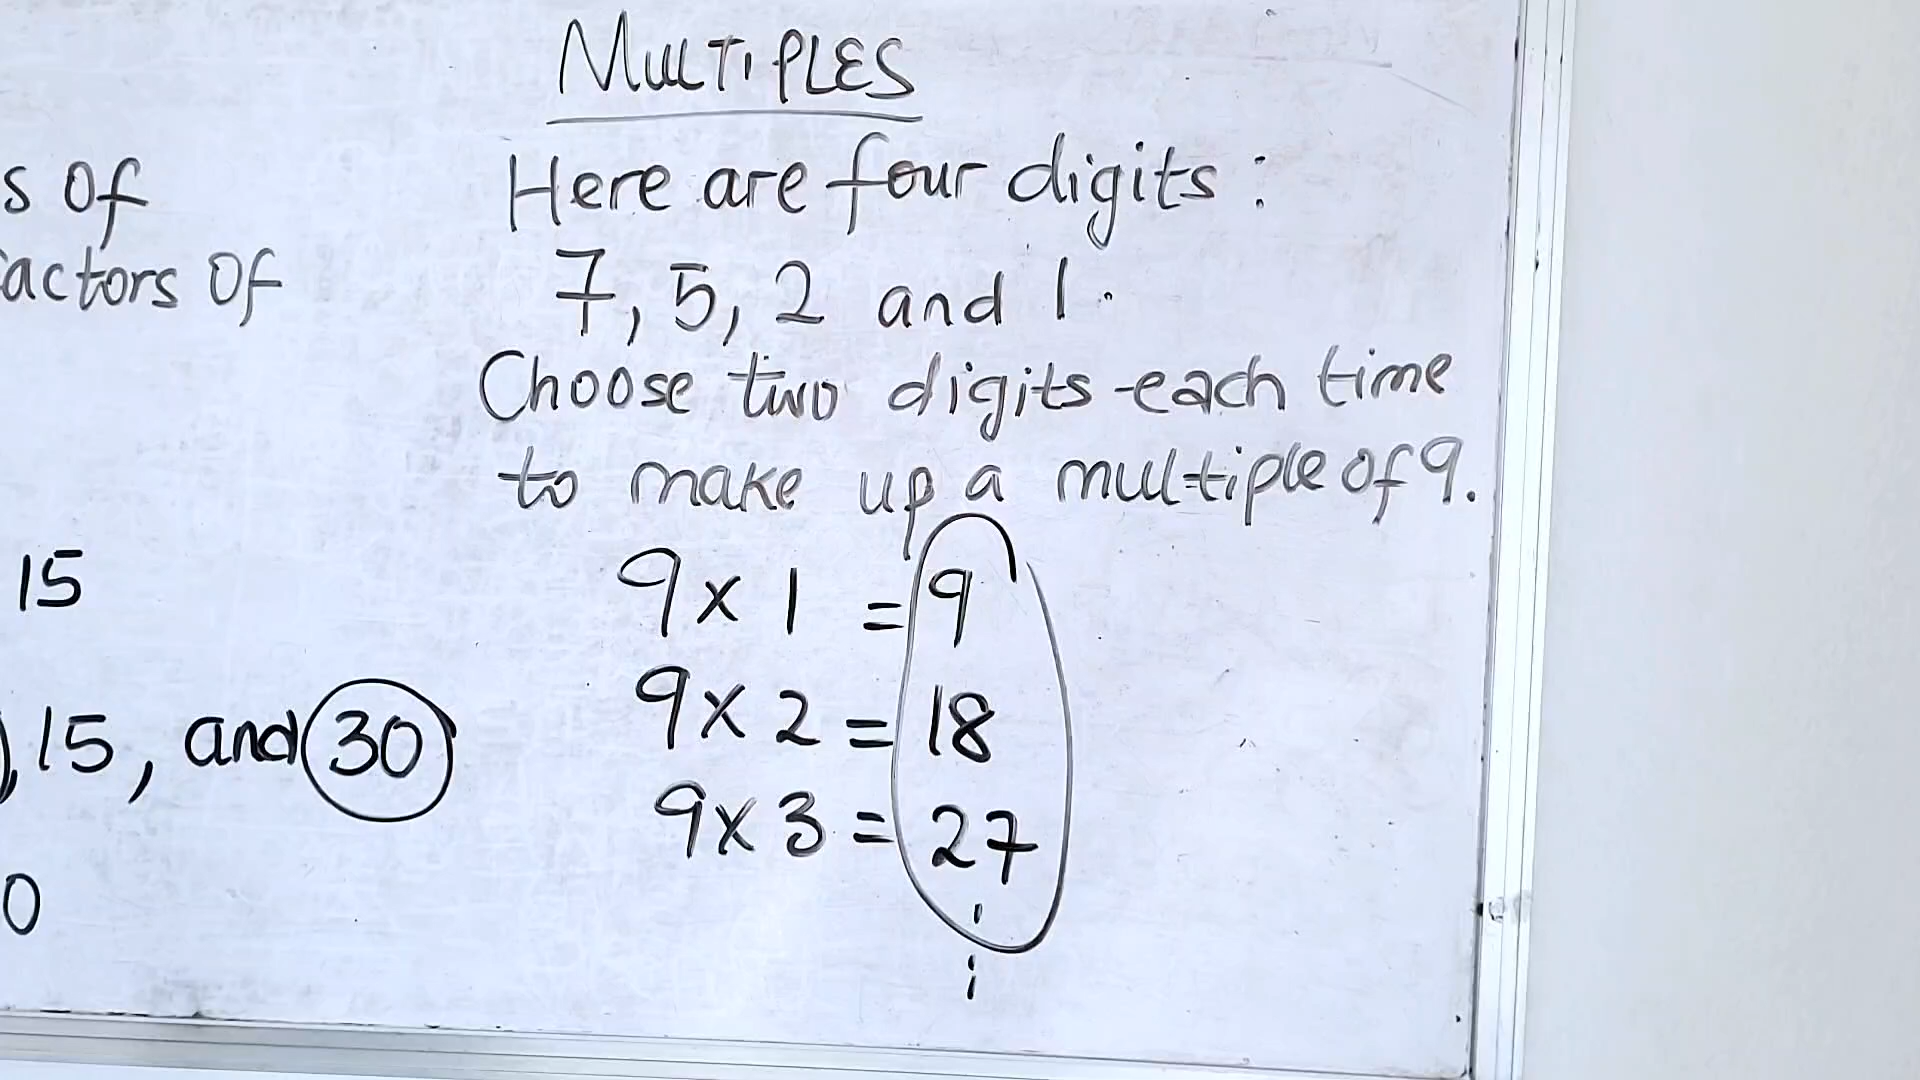 MULTIPLES
Here are four digits:
7, 5, 2 and 1.
Choose two digits each time
to make up a multiple of 9.
9 x 1 = 9
9 x 2 = 18
9 x 3 = 27
s of
actors of
15
), 15, and 30
0